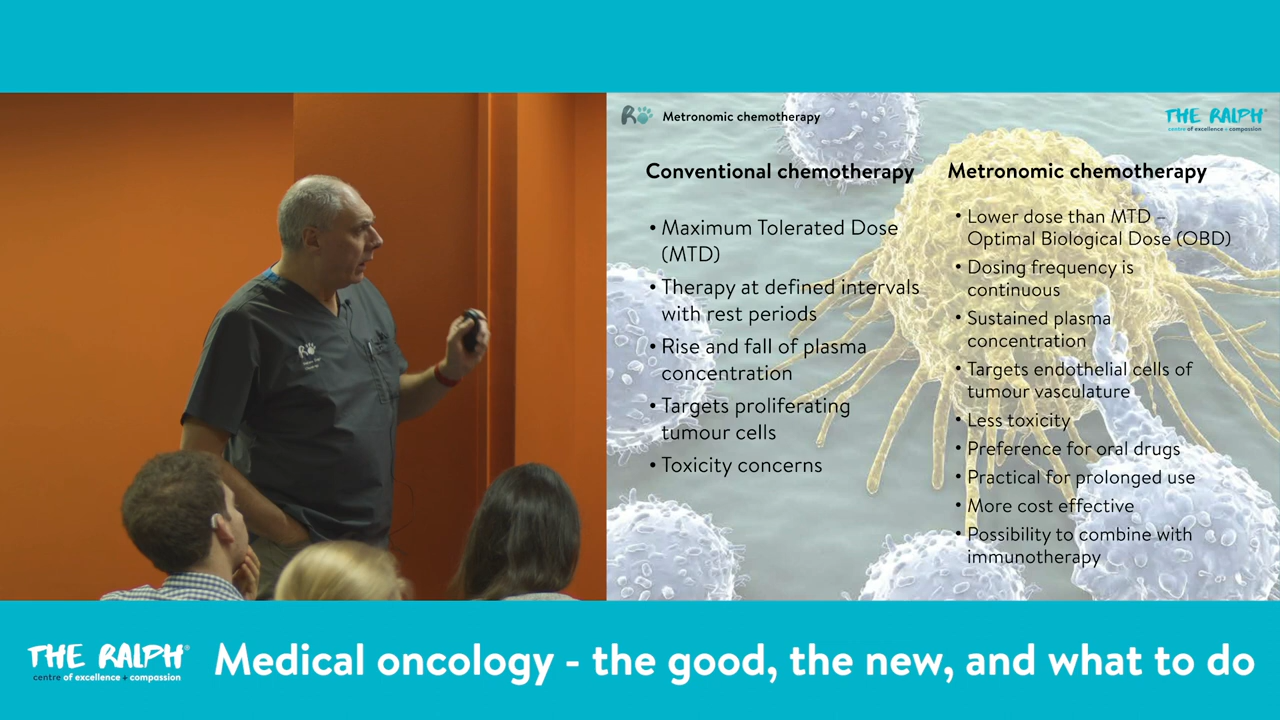 R
Metronomic chemotherapy
THE RALPH®
centre of excellence + compassion
Conventional chemotherapy
• Maximum Tolerated Dose
(MTD)
• Therapy at defined intervals
with rest periods
• Rise and fall of plasma
concentration
• Targets proliferating
tumour cells
• Toxicity concerns
Metronomic chemotherapy
• Lower dose than MTD –
Optimal Biological Dose (OBD)
• Dosing frequency is
continuous
• Sustained plasma
concentration
• Targets endothelial cells of
tumour vasculature
• Less toxicity
• Preference for oral drugs
• Practical for prolonged use
• More cost effective
• Possibility to combine with
immunotherapy
R
THE RALPH®
centre of excellence + compassion
Medical oncology - the good, the new, and what to do